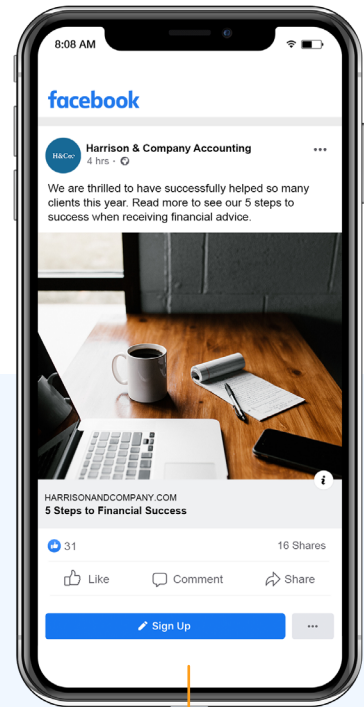 8:08 AM
facebook
H&Co
Harrison & Company Accounting
4 hrs ·
We are thrilled to have successfully helped so many
clients this year. Read more to see our 5 steps to
success when receiving financial advice.
HARRISONANDCOMPANY.COM
5 Steps to Financial Success
31
16 Shares
Like
Comment
Share
Sign Up